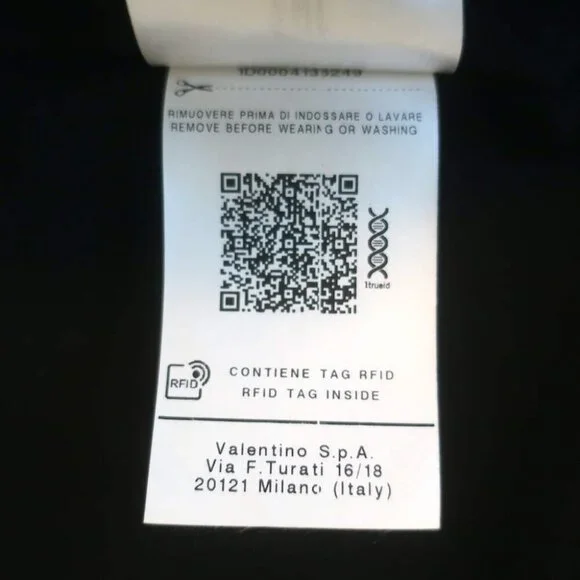 ID0004133249
RIMUOVERE PRIMA DI INDOSSARE O LAVARE
REMOVE BEFORE WEARING OR WASHING
1trueid
RFID
CONTIENE TAG RFID
RFID TAG INSIDE
Valentino S.p.A.
Via F.Turati 16/18
20121 Milano (Italy)